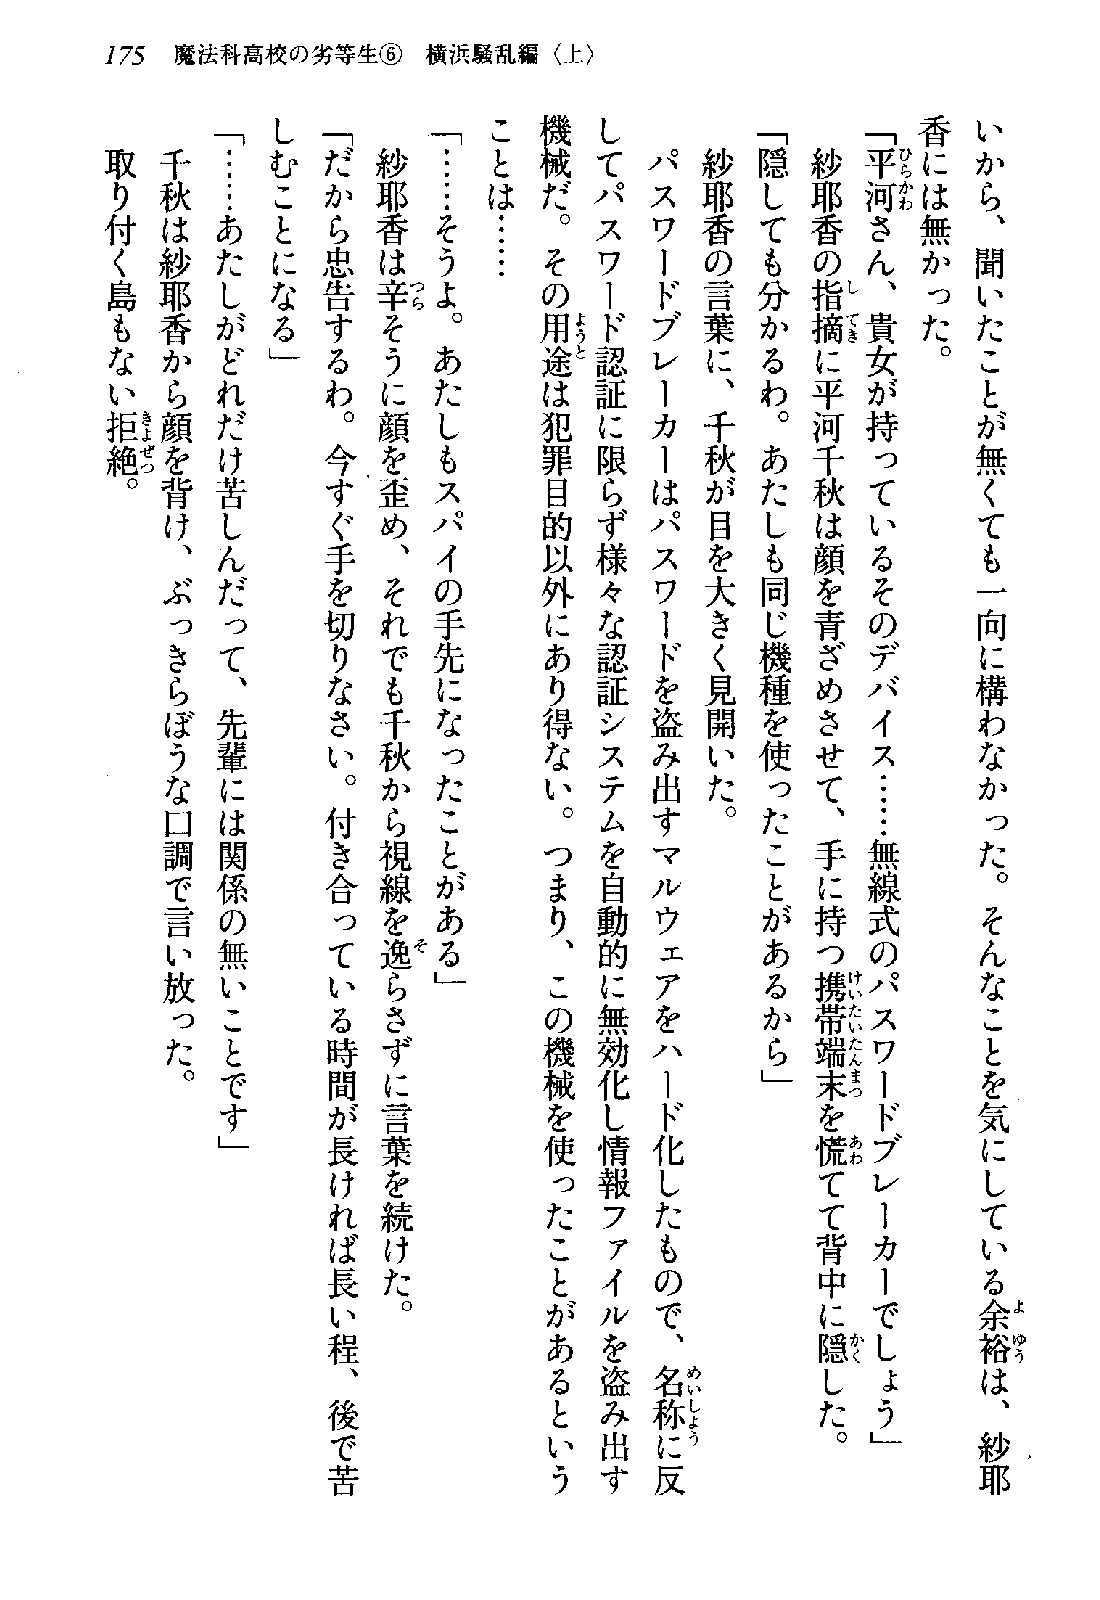 175　魔法科高校の劣等生⑥　横浜騒乱編〈上〉
いから、聞いたことが無くても一向に構わなかった。そんなことを気にしている余裕は、紗耶
香には無かった。
「平河さん、貴女が持っているそのデバイス……無線式のパスワードブレーカーでしょう」
　紗耶香の指摘に平河千秋は顔を青ざめさせて、手に持つ携帯端末を慌てて背中に隠した。
「隠しても分かるわ。あたしも同じ機種を使ったことがあるから」
　紗耶香の言葉に、千秋が目を大きく見開いた。
　パスワードブレーカーはパスワードを盗み出すマルウェアをハード化したもので、名称に反
してパスワード認証に限らず様々な認証システムを自動的に無効化し情報ファイルを盗み出す
機械だ。その用途は犯罪目的以外にあり得ない。つまり、この機械を使ったことがあるという
ことは……
「……そうよ。あたしもスパイの手先になったことがある」
　紗耶香は辛そうに顔を歪め、それでも千秋から視線を逸らさずに言葉を続けた。
「だから忠告するわ。今すぐ手を切りなさい。付き合っている時間が長ければ長い程、後で苦
しむことになる」
「……あたしがどれだけ苦しんだって、先輩には関係の無いことです」
　千秋は紗耶香から顔を背け、ぶっきらぼうな口調で言い放った。
　取り付く島もない拒絶。